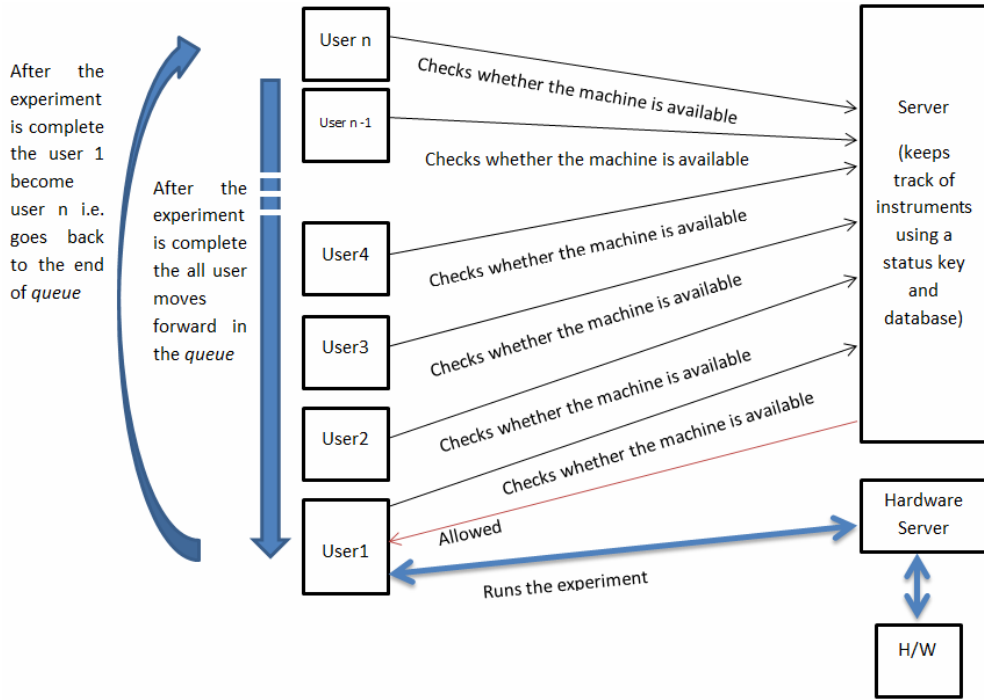 After the
experiment
is complete
the user 1
become
user n i.e.
goes back
to the end
of queue
After the
experiment
is complete
the all user
moves
forward in
the queue
User n
User n -1
User4
User3
User2
User1
Checks whether the machine is available
Checks whether the machine is available
Checks whether the machine is available
Checks whether the machine is available
Checks whether the machine is available
Checks whether the machine is available
Allowed
Runs the experiment
Server
(keeps
track of
instruments
using a
status key
and
database)
Hardware
Server
H/W